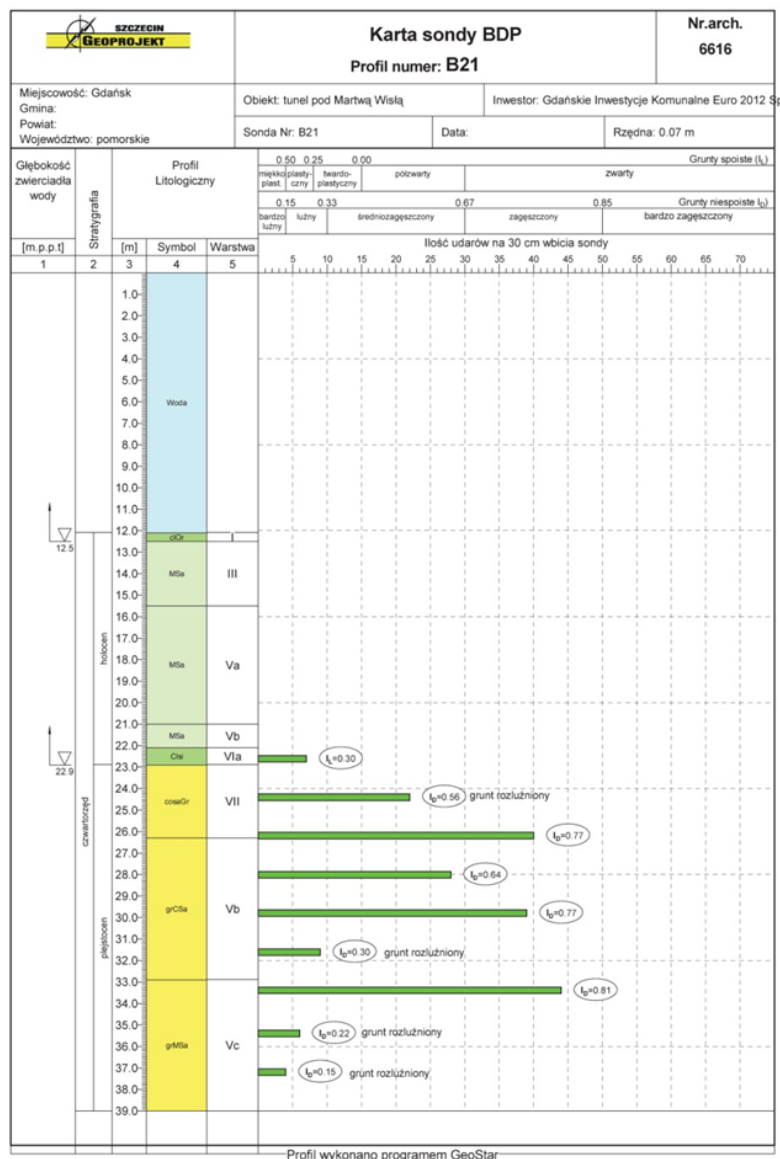 SZCZECIN
GEOPROJEKT
Karta sondy BDP
Profil numer: B21
Nr.arch.
6616
Miejscowość: Gdańsk
Gmina:
Powiat:
Województwo: pomorskie
Obiekt: tunel pod Martwą Wisłą
Inwestor: Gdańskie Inwestycje Komunalne Euro 2012 Sp
Sonda Nr: B21
Data:
Rzędna: 0.07 m
Głębokość zwierciadła wody
[m.p.p.t]
Stratygrafia
Profil Litologiczny
[m] Symbol Warstwa
0.50 0.25 0.00 Grunty spoiste (IL)
miękko plast. plasty-czny twardo-plastyczny półzwarty zwarty
0.15 0.33 0.67 0.85 Grunty niespoiste ID)
bardzo luźny luźny średniozagęszczony zagęszczony bardzo zagęszczony
Ilość udarów na 30 cm wbicia sondy
1 2 3 4 5
5 10 15 20 25 30 35 40 45 50 55 60 65 70
1.0
2.0
3.0
4.0
5.0
6.0 Woda
7.0
8.0
9.0
10.0
11.0
12.0
clOr I
12.5
13.0
14.0 MSa III
15.0
16.0
17.0
18.0 MSa Va
holocen
19.0
20.0
21.0
MSa Vb
22.0
ClSi VIa IL=0.30
22.9
23.0
24.0
cosaGr VII ID=0.56 grunt rozluźniony
25.0
czwartorzęd
26.0 ID=0.77
27.0
28.0 ID=0.64
29.0
grCSa Vb ID=0.77
30.0
plejstocen
31.0
ID=0.30 grunt rozluźniony
32.0
33.0
ID=0.81
34.0
35.0 ID=0.22 grunt rozluźniony
36.0 grMSa Vc
37.0 ID=0.15 grunt rozluźniony
38.0
39.0
Profil wykonano programem GeoStar